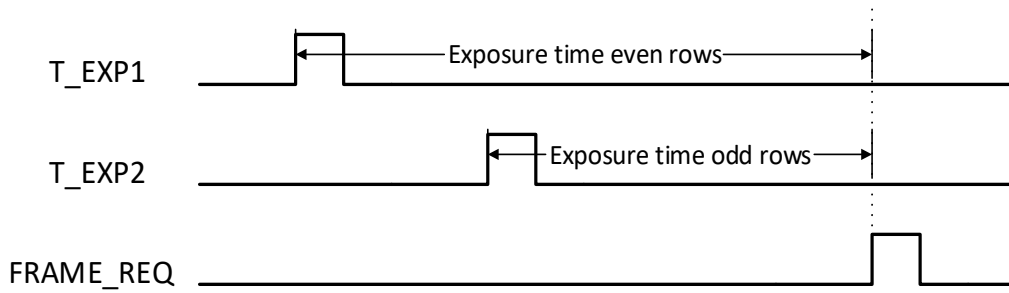 Exposure time even rows
T_EXP1
Exposure time odd rows
T_EXP2
FRAME_REQ